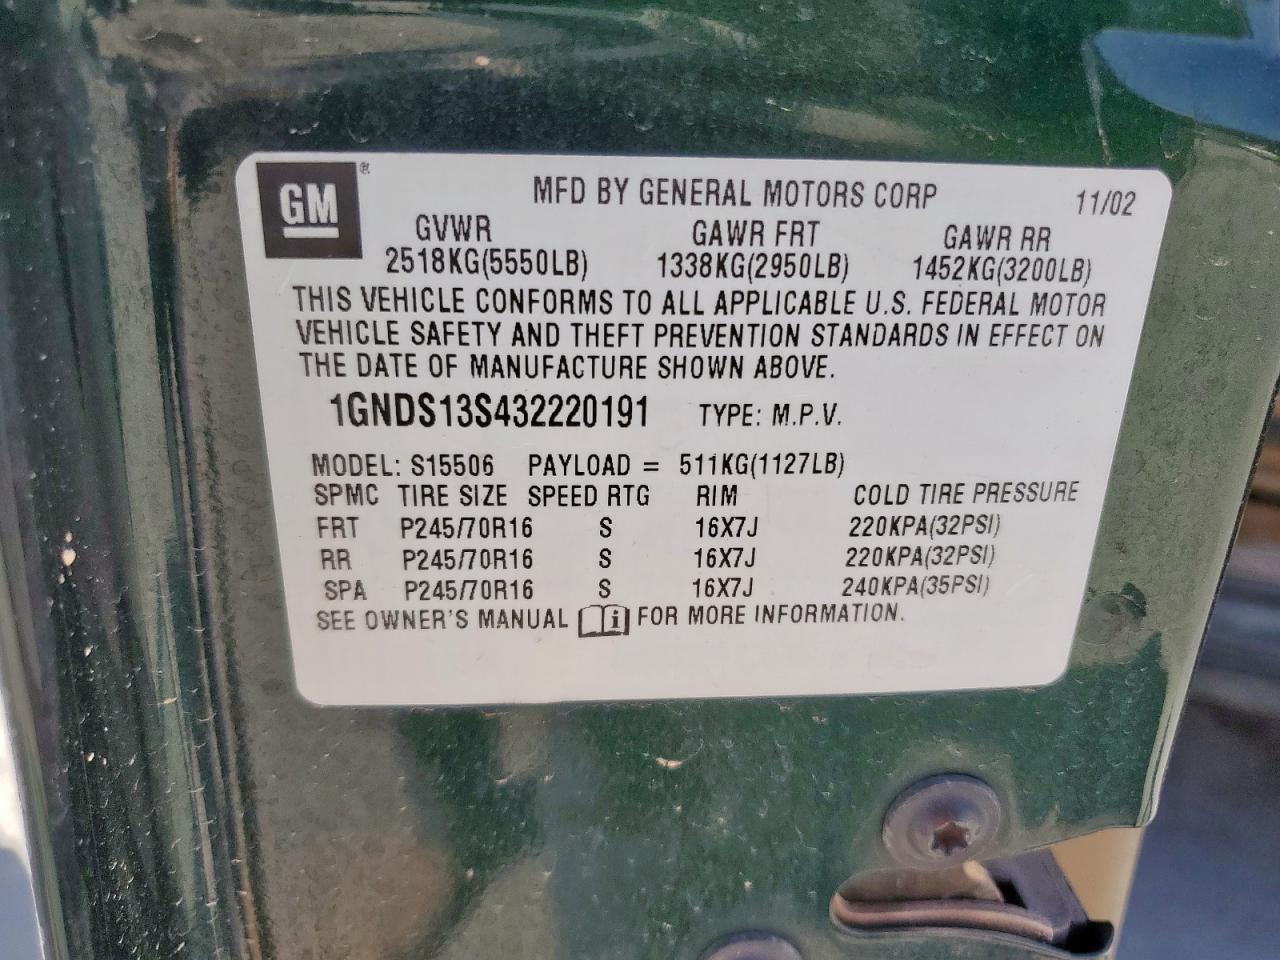 GM ®
MFD BY GENERAL MOTORS CORP 11/02
GVWR GAWR FRT GAWR RR
2518KG(5550LB) 1338KG(2950LB) 1452KG(3200LB)
THIS VEHICLE CONFORMS TO ALL APPLICABLE U.S. FEDERAL MOTOR
VEHICLE SAFETY AND THEFT PREVENTION STANDARDS IN EFFECT ON
THE DATE OF MANUFACTURE SHOWN ABOVE.
1GNDS13S432220191 TYPE: M.P.V.
MODEL: S15506 PAYLOAD = 511KG(1127LB)
SPMC TIRE SIZE SPEED RTG RIM COLD TIRE PRESSURE
FRT P245/70R16 S 16X7J 220KPA(32PSI)
RR P245/70R16 S 16X7J 220KPA(32PSI)
SPA P245/70R16 S 16X7J 240KPA(35PSI)
SEE OWNER'S MANUAL i FOR MORE INFORMATION.